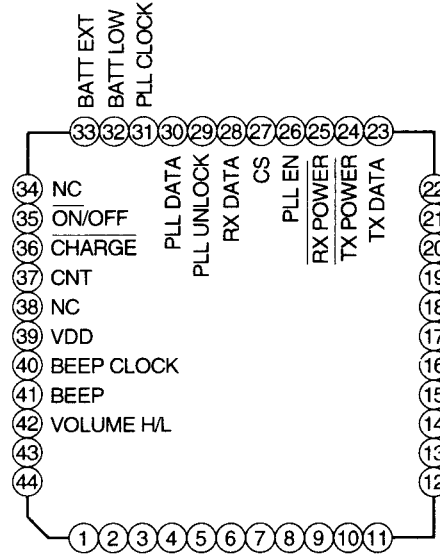 BATT EXT
BATT LOW
PLL CLOCK
33 32 31 30 29 28 27 26 25 24 23
PLL DATA
PLL UNLOCK
RX DATA
CS
PLL EN
RX POWER
TX POWER
TX DATA
34 NC
35 ON/OFF
36 CHARGE
37 CNT
38 NC
39 VDD
40 BEEP CLOCK
41 BEEP
42 VOLUME H/L
43
44
22
21
20
19
18
17
16
15
14
13
12
1 2 3 4 5 6 7 8 9 10 11